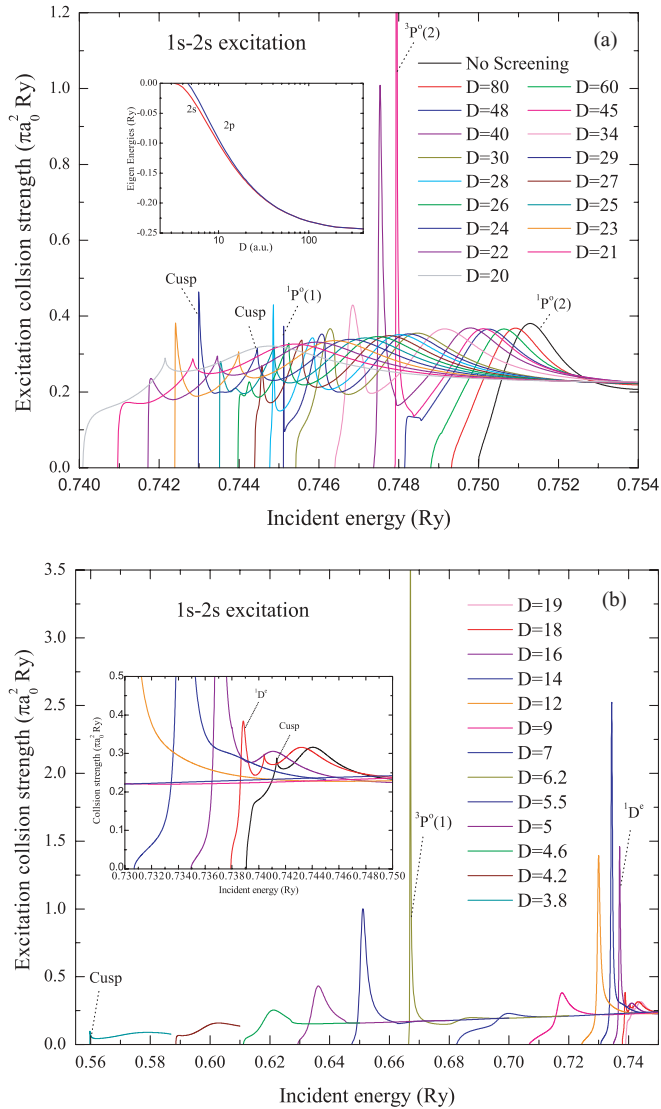 1s-2s excitation
(a)
³Pᵒ(2)
No Screening
D=80
D=60
D=48
D=45
D=40
D=34
D=30
D=29
D=28
D=27
D=26
D=25
D=24
D=23
D=22
D=21
D=20
0.00
-0.05
-0.10
-0.15
-0.20
-0.25
Eigen Energies (Ry)
2s
2p
10
100
D (a.u.)
Cusp
Cusp
¹Pᵒ(1)
¹Pᵒ(2)
1.2
1.0
0.8
0.6
0.4
0.2
0.0
Excitation collsion strength (πa₀² Ry)
0.740
0.742
0.744
0.746
0.748
0.750
0.752
0.754
Incident energy (Ry)
1s-2s excitation
(b)
D=19
D=18
D=16
D=14
D=12
D=9
D=7
D=6.2
D=5.5
D=5
D=4.6
D=4.2
D=3.8
0.5
0.4
0.3
0.2
0.1
0.0
Collsion strength (πa₀² Ry)
¹Dᵉ
Cusp
0.730
0.732
0.734
0.736
0.738
0.740
0.742
0.744
0.746
0.748
0.750
Incident energy (Ry)
³Pᵒ(1)
¹Dᵉ
Cusp
3.5
3.0
2.5
2.0
1.5
1.0
0.5
0.0
Excitation collsion strength (πa₀² Ry)
0.56
0.58
0.60
0.62
0.64
0.66
0.68
0.70
0.72
0.74
Incident energy (Ry)